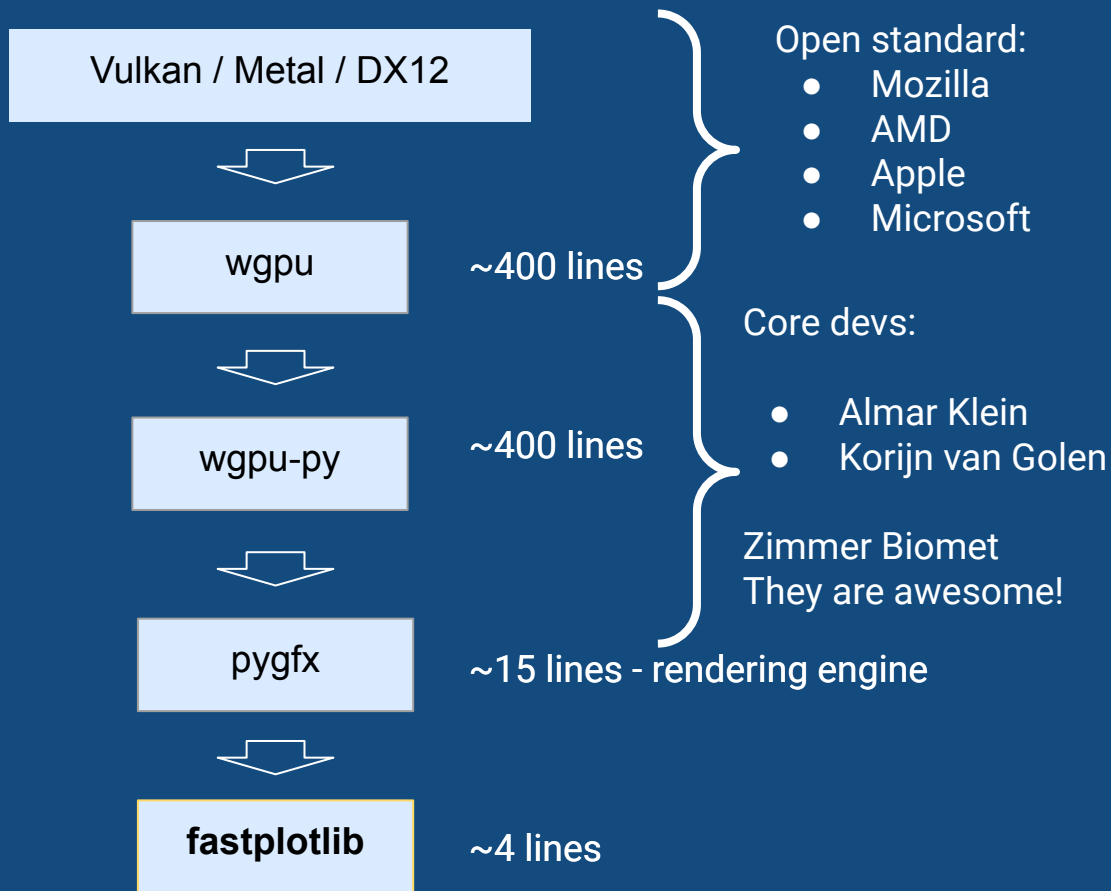 Vulkan / Metal / DX12
Open standard:
● Mozilla
● AMD
● Apple
● Microsoft
wgpu
~400 lines
Core devs:
● Almar Klein
● Korijn van Golen
wgpu-py
~400 lines
Zimmer Biomet
They are awesome!
pygfx
~15 lines - rendering engine
fastplotlib
~4 lines